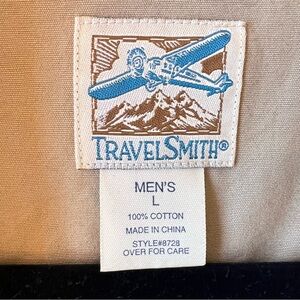 TRAVELSMITH®
MEN'S
L
100% COTTON
MADE IN CHINA
STYLE#8728
OVER FOR CARE